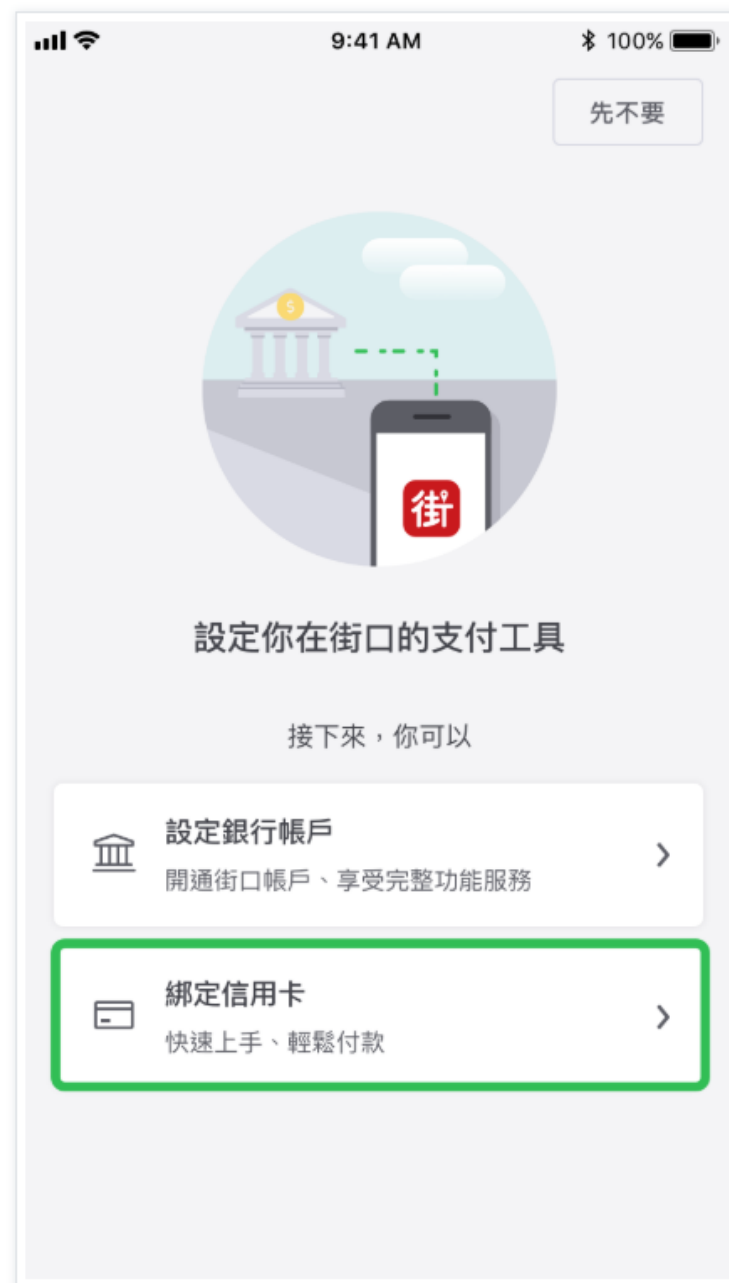 9:41 AM
100%
先不要
$
街
設定你在街口的支付工具
接下來，你可以
設定銀行帳戶
開通街口帳戶、享受完整功能服務
綁定信用卡
快速上手、輕鬆付款